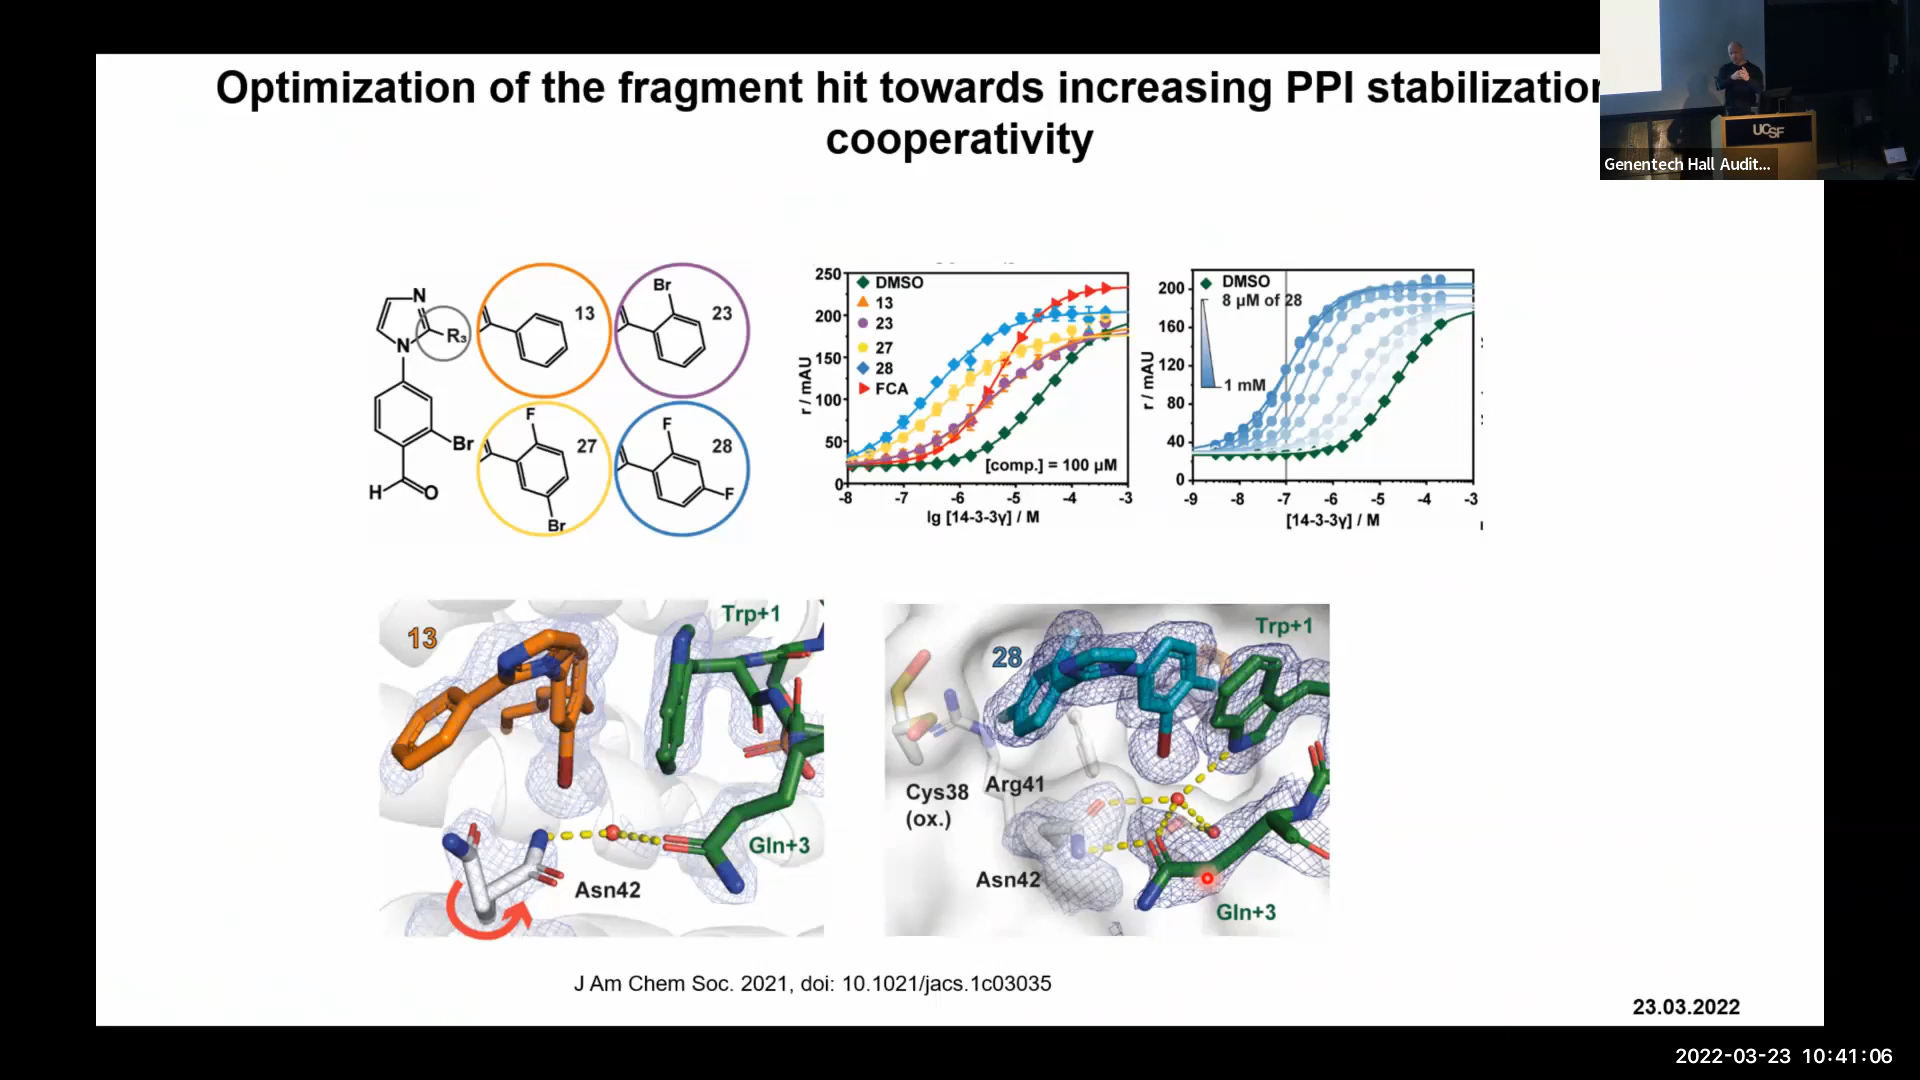 Optimization of the fragment hit towards increasing PPI stabilization
cooperativity
UCSF
Genentech Hall Audit...
N
N
R₃
Br
H
O
13
Br
23
F
27
Br
F
28
F
250
200
150
100
50
0
r / mAU
DMSO
13
23
27
28
FCA
[comp.] = 100 µM
-8
-7
-6
-5
-4
-3
lg [14-3-3γ] / M
200
160
120
80
40
0
r / mAU
DMSO
8 µM of 28
1 mM
-9
-8
-7
-6
-5
-4
-3
[14-3-3γ] / M
13
Trp+1
Gln+3
Asn42
28
Trp+1
Cys38
(ox.)
Arg41
Asn42
Gln+3
J Am Chem Soc. 2021, doi: 10.1021/jacs.1c03035
23.03.2022
2022-03-23 10:41:06